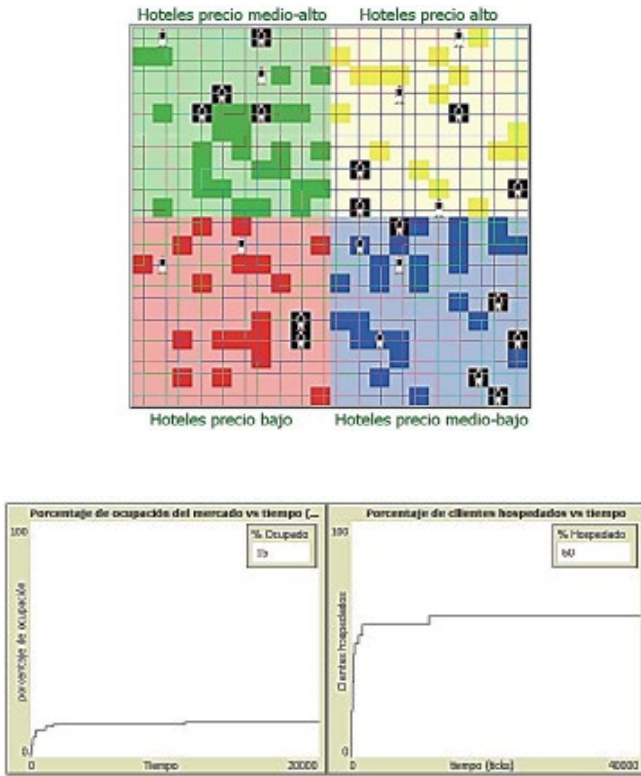 Hoteles precio medio-alto
Hoteles precio alto
Hoteles precio bajo
Hoteles precio medio-bajo
Porcentaje de ocupación del mercado vs tiempo (...
% Ocupado
15
100
porcentaje de ocupación
0
0
Tiempo
20000
Porcentaje de clientes hospedados vs tiempo
% Hospedado
60
100
Clientes hospedados
0
0
tiempo (ticks)
40000